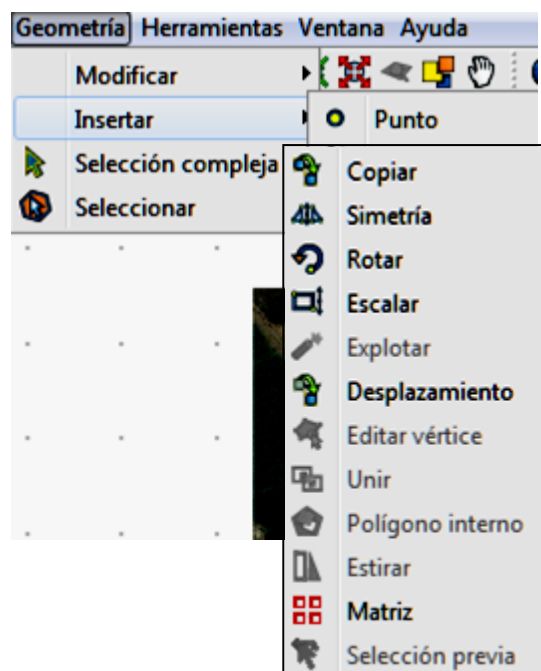 Geometría Herramientas Ventana Ayuda
Modificar
Insertar
Punto
Selección compleja
Seleccionar
Copiar
Simetría
Rotar
Escalar
Explotar
Desplazamiento
Editar vértice
Unir
Polígono interno
Estirar
Matriz
Selección previa